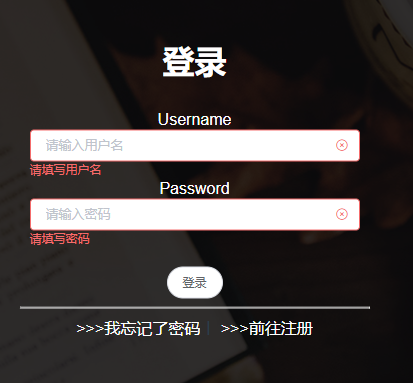 登录
Username
请输入用户名
请填写用户名
Password
请输入密码
请填写密码
登录
>>>我忘记了密码 >>>前往注册